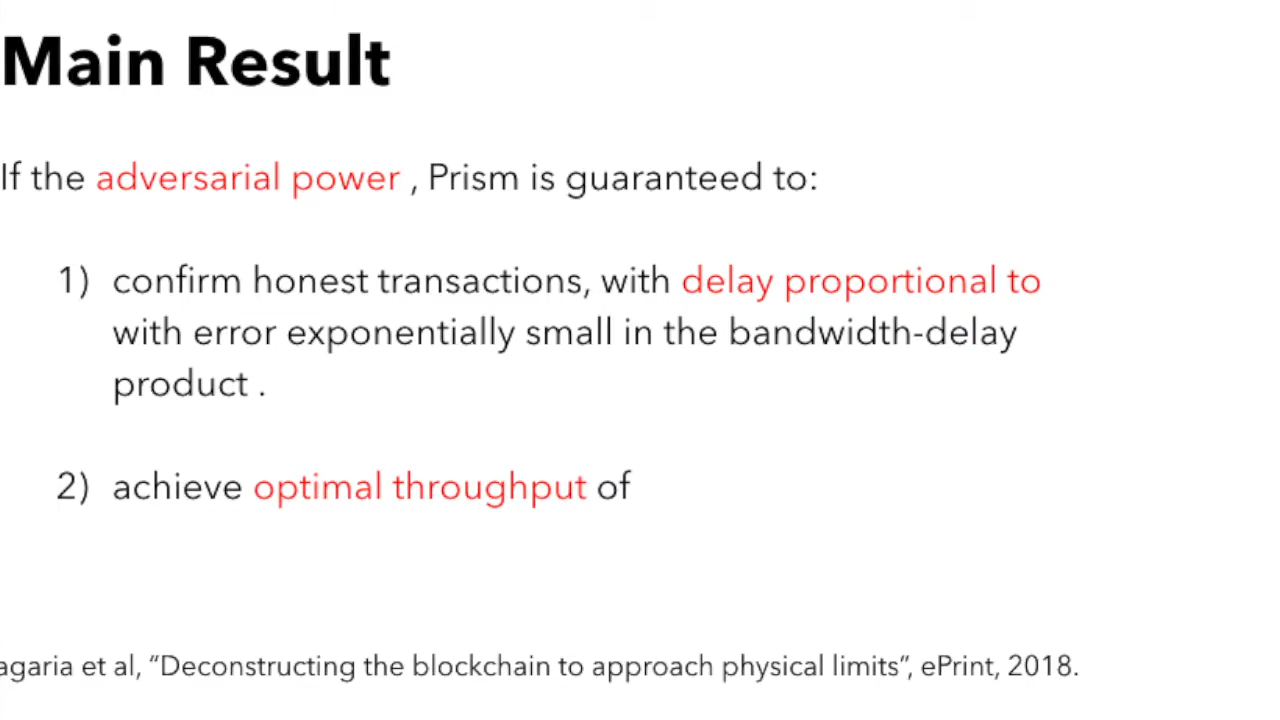 Main Result
If the adversarial power , Prism is guaranteed to:
1) confirm honest transactions, with delay proportional to
with error exponentially small in the bandwidth-delay
product .
2) achieve optimal throughput of
agaria et al, “Deconstructing the blockchain to approach physical limits”, ePrint, 2018.